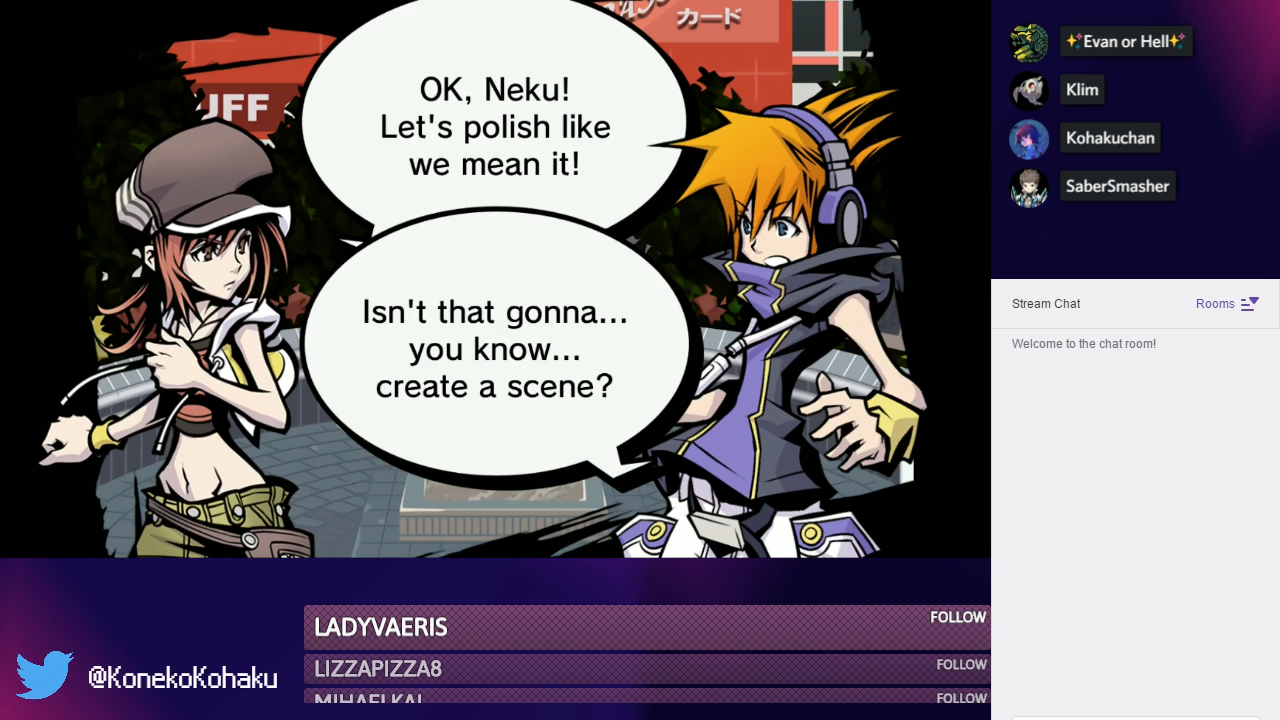 カード
UFF
OK, Neku!
Let's polish like
we mean it!
Isn't that gonna...
you know...
create a scene?
✨Evan or Hell✨
Klim
Kohakuchan
SaberSmasher
Stream Chat
Rooms
Welcome to the chat room!
LADYVAERIS
FOLLOW
LIZZAPIZZA8
FOLLOW
MIHAELKAL
FOLLOW
@KonekoKohaku